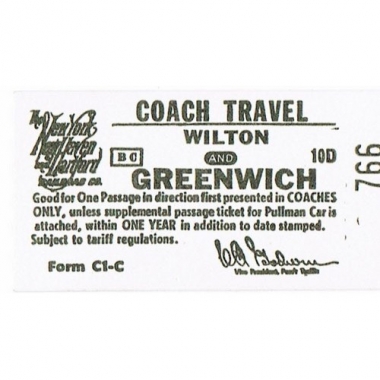 The
New York
New Haven
and Hartford
RAILROAD CO.
COACH TRAVEL
WILTON
BC AND 10D
GREENWICH
Good for One Passage in direction first presented in COACHES
ONLY, unless supplemental passage ticket for Pullman Car is
attached, within ONE YEAR in addition to date stamped.
Subject to tariff regulations.
Form C1-C
Vice President, Pass'r Traffic
766